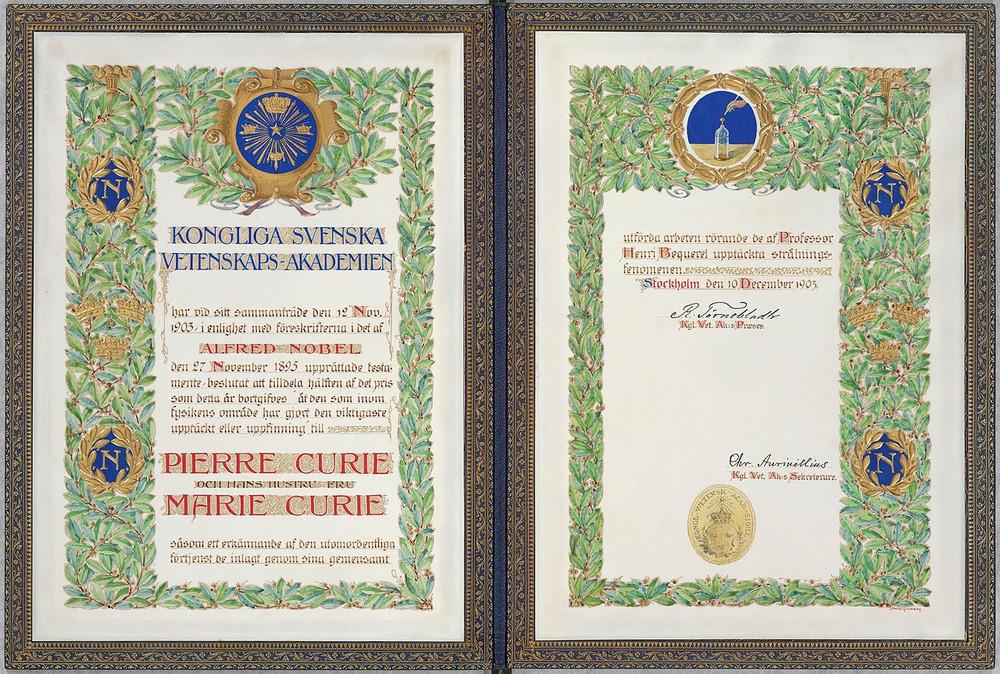 KONGLIGA SVENSKA
VETENSKAPS-AKADEMIEN
har vid sitt sammanträde den 12 Nov.
1903, i enlighet med föreskrifterna i det af
ALFRED NOBEL
den 27 November 1895 upprättade testa-
mente, beslutat att tilldela hälften af det pris
som detta år bortgifves åt den som inom
fysikens område har gjort den viktigaste
upptäckt eller uppfinning till
PIERRE CURIE
OCH HANS HUSTRU FRU
MARIE CURIE
såsom ett erkännande af den utomordentliga
förtjenst de inlagt genom sina gemensamt
N
N
utförda arbeten rörande de af Professor
Henri Bequerel upptäckta strålnings-
fenomenen
Stockholm den 10 December 1903.
R. Törnebladh
Kgl. Vet. Ak:s Præses.
Chr. Aurivillius
Kgl. Vet. Ak:s Sekreterare.
N
N